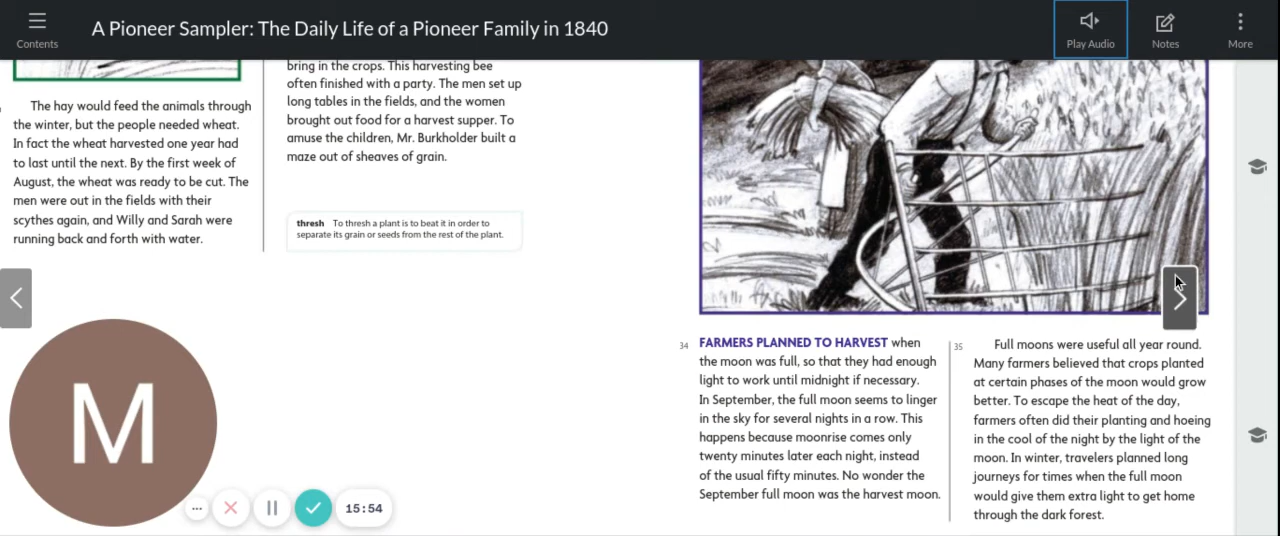 Contents
A Pioneer Sampler: The Daily Life of a Pioneer Family in 1840
Play Audio
Notes
More
The hay would feed the animals through
the winter, but the people needed wheat.
In fact the wheat harvested one year had
to last until the next. By the first week of
August, the wheat was ready to be cut. The
men were out in the fields with their
scythes again, and Willy and Sarah were
running back and forth with water.
bring in the crops. This harvesting bee
often finished with a party. The men set up
long tables in the fields, and the women
brought out food for a harvest supper. To
amuse the children, Mr. Burkholder built a
maze out of sheaves of grain.
thresh To thresh a plant is to beat it in order to
separate its grain or seeds from the rest of the plant.
34 FARMERS PLANNED TO HARVEST when
the moon was full, so that they had enough
light to work until midnight if necessary.
In September, the full moon seems to linger
in the sky for several nights in a row. This
happens because moonrise comes only
twenty minutes later each night, instead
of the usual fifty minutes. No wonder the
September full moon was the harvest moon.
35 Full moons were useful all year round.
Many farmers believed that crops planted
at certain phases of the moon would grow
better. To escape the heat of the day,
farmers often did their planting and hoeing
in the cool of the night by the light of the
moon. In winter, travelers planned long
journeys for times when the full moon
would give them extra light to get home
through the dark forest.
M
15:54